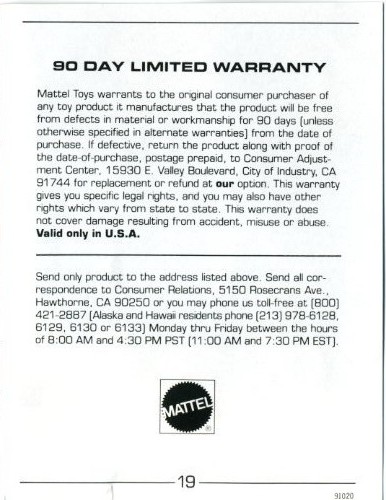 90 DAY LIMITED WARRANTY
Mattel Toys warrants to the original consumer purchaser of
any toy product it manufactures that the product will be free
from defects in material or workmanship for 90 days (unless
otherwise specified in alternate warranties) from the date of
purchase. If defective, return the product along with proof of
the date-of-purchase, postage prepaid, to Consumer Adjust-
ment Center, 15930 E. Valley Boulevard, City of Industry, CA
91744 for replacement or refund at our option. This warranty
gives you specific legal rights, and you may also have other
rights which vary from state to state. This warranty does
not cover damage resulting from accident, misuse or abuse.
Valid only in U.S.A.
Send only product to the address listed above. Send all cor-
respondence to Consumer Relations, 5150 Rosecrans Ave.,
Hawthorne, CA 90250 or you may phone us toll-free at (800)
421-2887 (Alaska and Hawaii residents phone (213) 978-6128,
6129, 6130 or 6133) Monday thru Friday between the hours
of 8:00 AM and 4:30 PM PST (11:00 AM and 7:30 PM EST).
MATTEL
19
91020